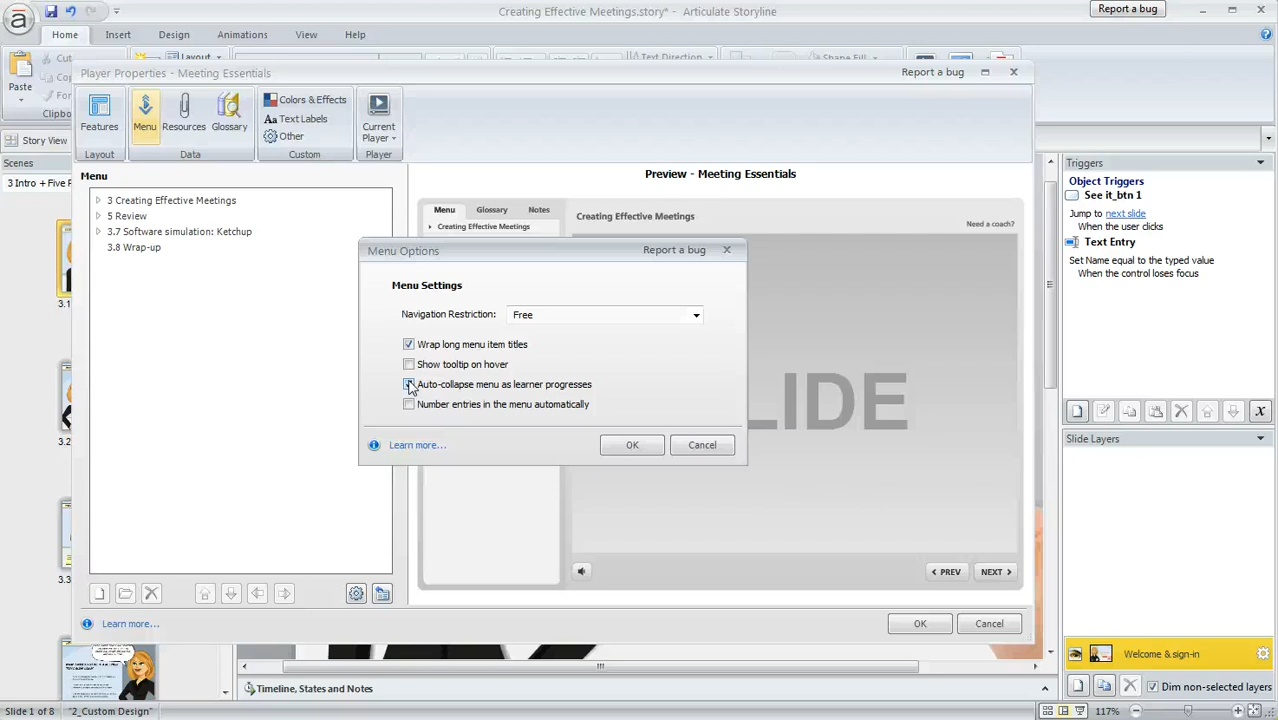 Creating Effective Meetings.story* - Articulate Storyline
Report a bug
Home Insert Design Animations View Help
Cut
Layout
Text Direction
Shape Fill
Paste
Player Properties - Meeting Essentials
Report a bug
Features
Menu
Resources
Glossary
Colors & Effects
Text Labels
Other
Current Player
Layout
Data
Custom
Player
Story View
Scenes
3 Intro + Five
Menu
3 Creating Effective Meetings
5 Review
3.7 Software simulation: Ketchup
3.8 Wrap-up
Preview - Meeting Essentials
Menu Glossary Notes
Creating Effective Meetings
Creating Effective Meetings
Need a coach?
LIDE
PREV
NEXT
Menu Options
Report a bug
Menu Settings
Navigation Restriction: Free
Wrap long menu item titles
Show tooltip on hover
Auto-collapse menu as learner progresses
Number entries in the menu automatically
Learn more...
OK
Cancel
Learn more...
OK
Cancel
Triggers
Object Triggers
See it_btn 1
Jump to next slide
When the user clicks
Text Entry
Set Name equal to the typed value
When the control loses focus
Slide Layers
Welcome & sign-in
Dim non-selected layers
Timeline, States and Notes
Slide 1 of 8
"2_Custom Design"
117%